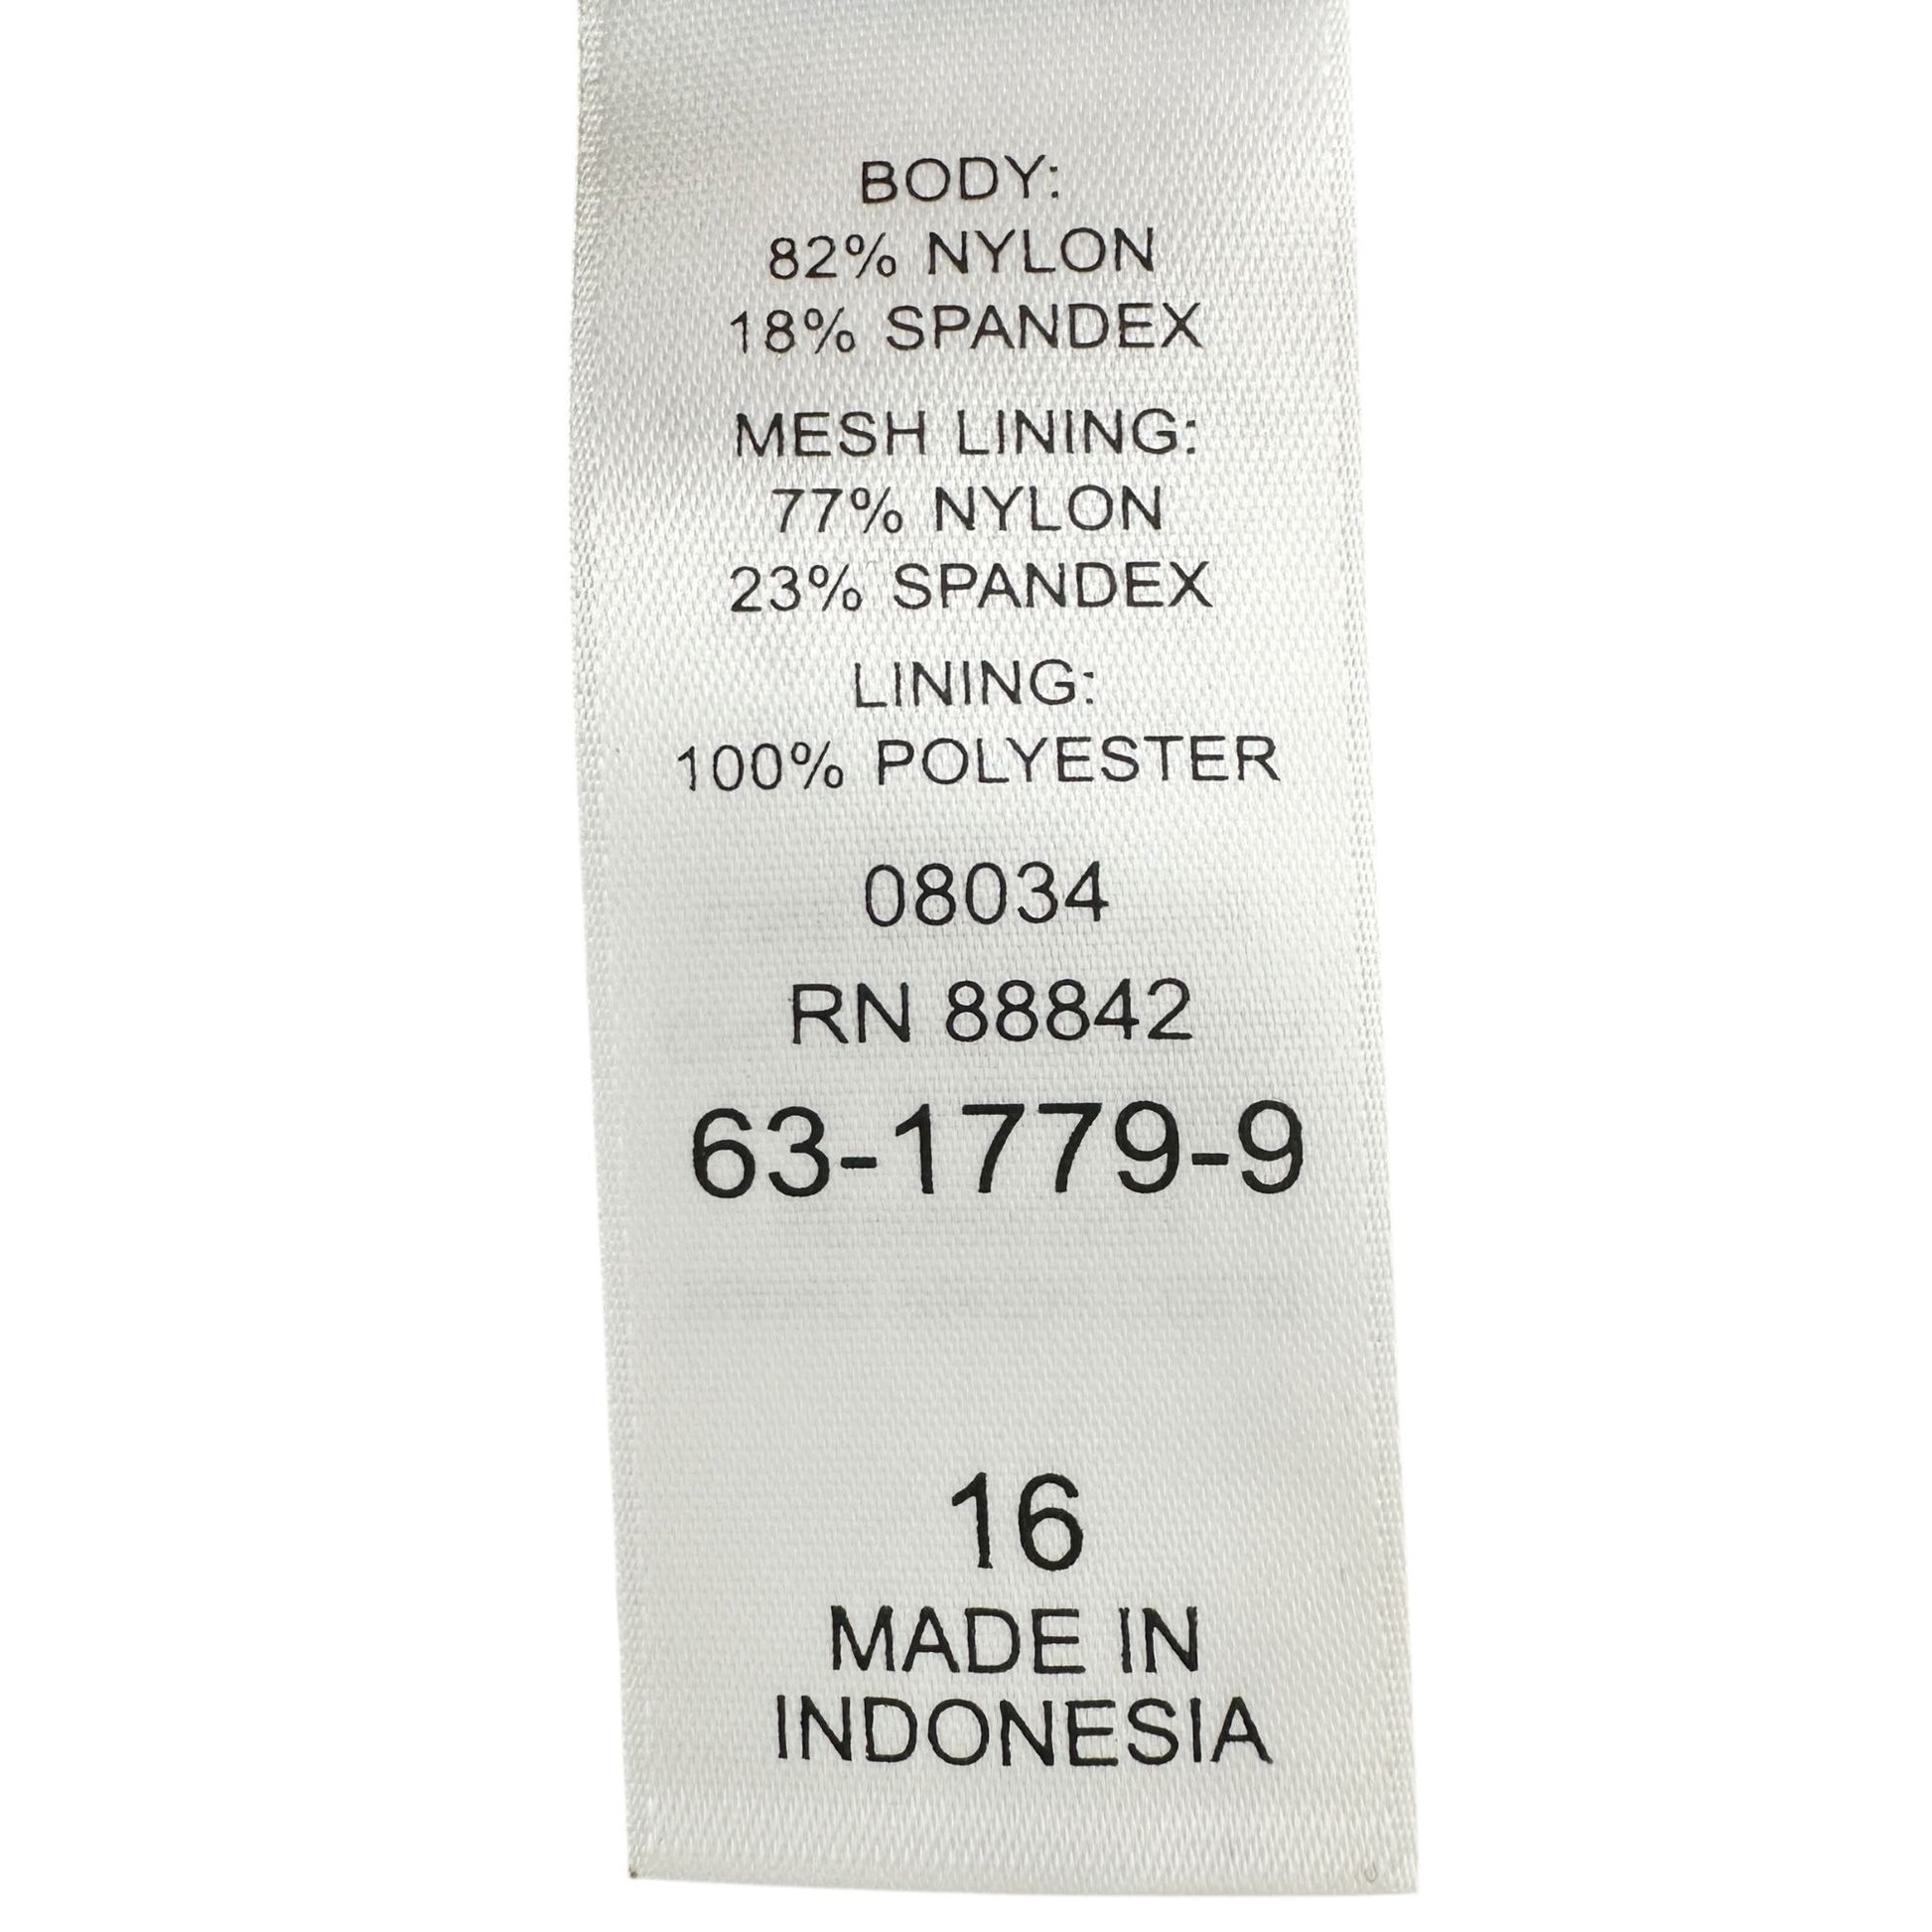 BODY:
82% NYLON
18% SPANDEX
MESH LINING:
77% NYLON
23% SPANDEX
LINING:
100% POLYESTER
08034
RN 88842
63-1779-9
16
MADE IN
INDONESIA